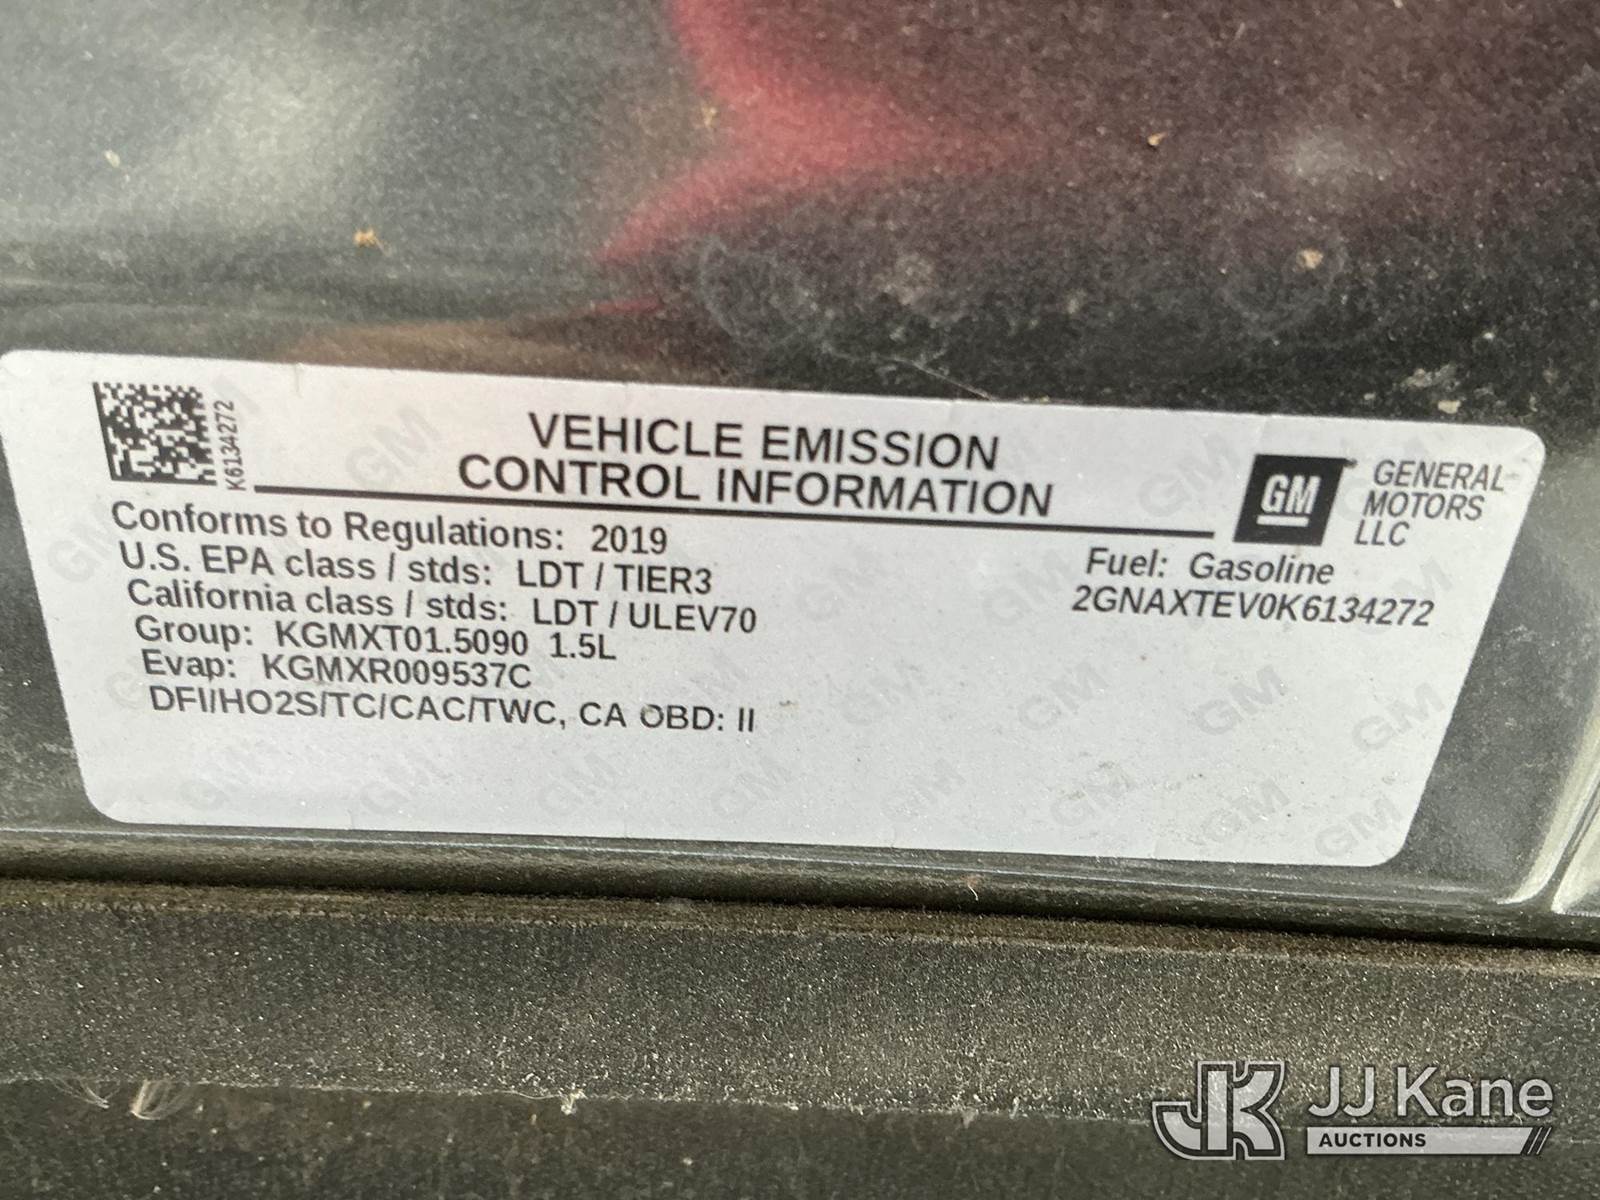 K6134272
VEHICLE EMISSION
CONTROL INFORMATION
GM
GENERAL
MOTORS
LLC
Conforms to Regulations: 2019
U.S. EPA class / stds: LDT / TIER3
California class / stds: LDT / ULEV70
Group: KGMXT01.5090 1.5L
Evap: KGMXR009537C
DFI/HO2S/TC/CAC/TWC, CA OBD: II
Fuel: Gasoline
2GNAXTEV0K6134272
JK JJ Kane
AUCTIONS